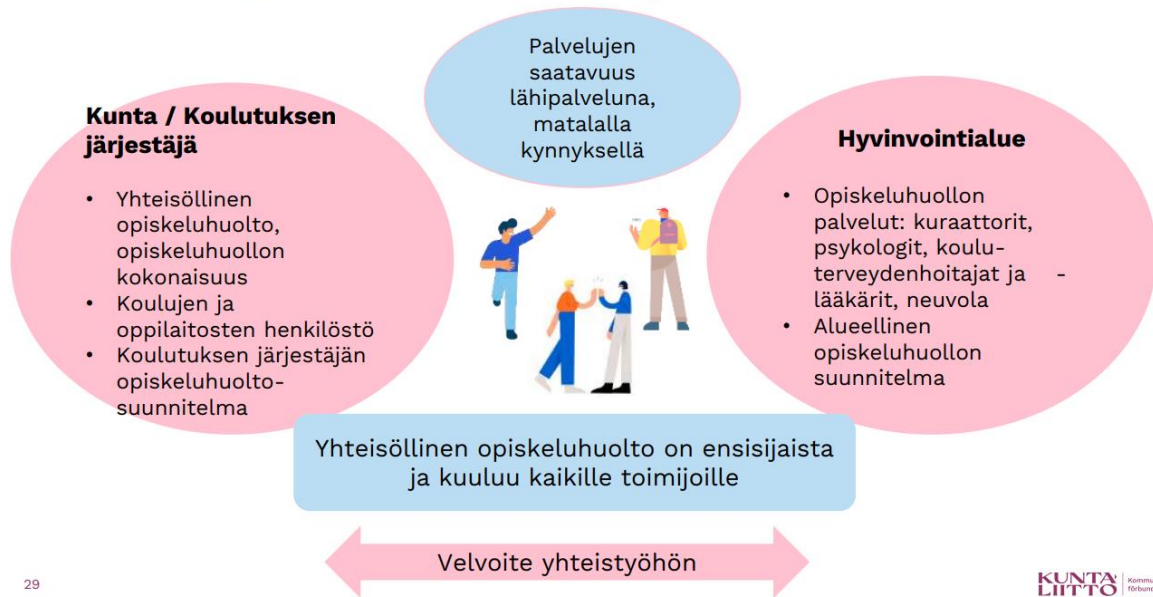 Palvelujen
saatavuus
lähipalveluna,
matalalla
kynnyksellä
Kunta / Koulutuksen
järjestäjä
• Yhteisöllinen
opiskeluhuolto,
opiskeluhuollon
kokonaisuus
• Koulujen ja
oppilaitosten henkilöstö
• Koulutuksen järjestäjän
opiskeluhuolto-
suunnitelma
Hyvinvointialue
• Opiskeluhuollon
palvelut: kuraattorit,
psykologit, koulu-
terveydenhoitajat ja -
lääkärit, neuvola
• Alueellinen
opiskeluhuollon
suunnitelma
Yhteisöllinen opiskeluhuolto on ensisijaista
ja kuuluu kaikille toimijoille
Velvoite yhteistyöhön
29
KUNTA
LIITTO
Kommu
förbun